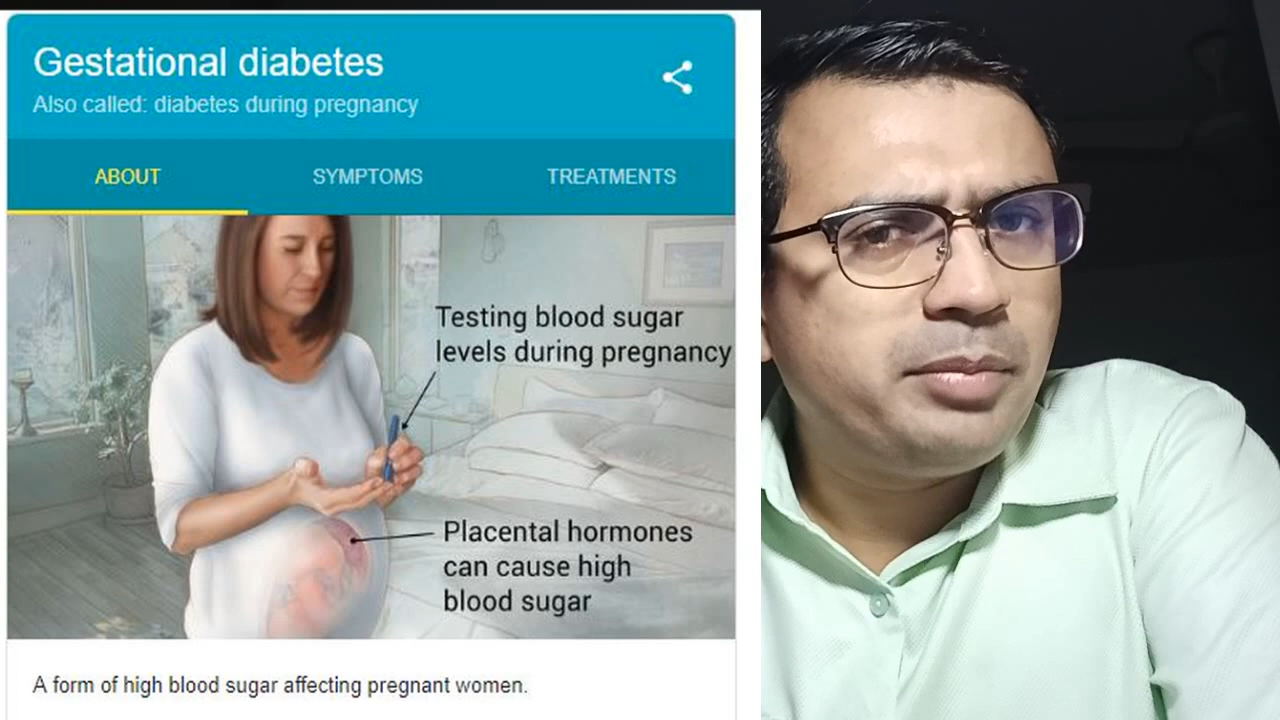 Gestational diabetes
Also called: diabetes during pregnancy
ABOUT
SYMPTOMS
TREATMENTS
Testing blood sugar
levels during pregnancy
Placental hormones
can cause high
blood sugar
A form of high blood sugar affecting pregnant women.